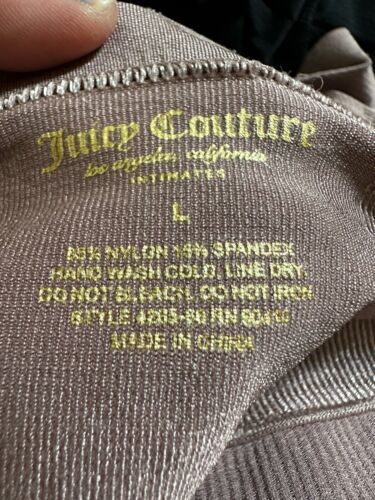 Juicy Couture
los angeles, california
INTIMATES
L
85% NYLON 15% SPANDEX
HAND WASH COLD. LINE DRY.
DO NOT BLEACH. DO NOT IRON.
STYLE RN
MADE IN CHINA